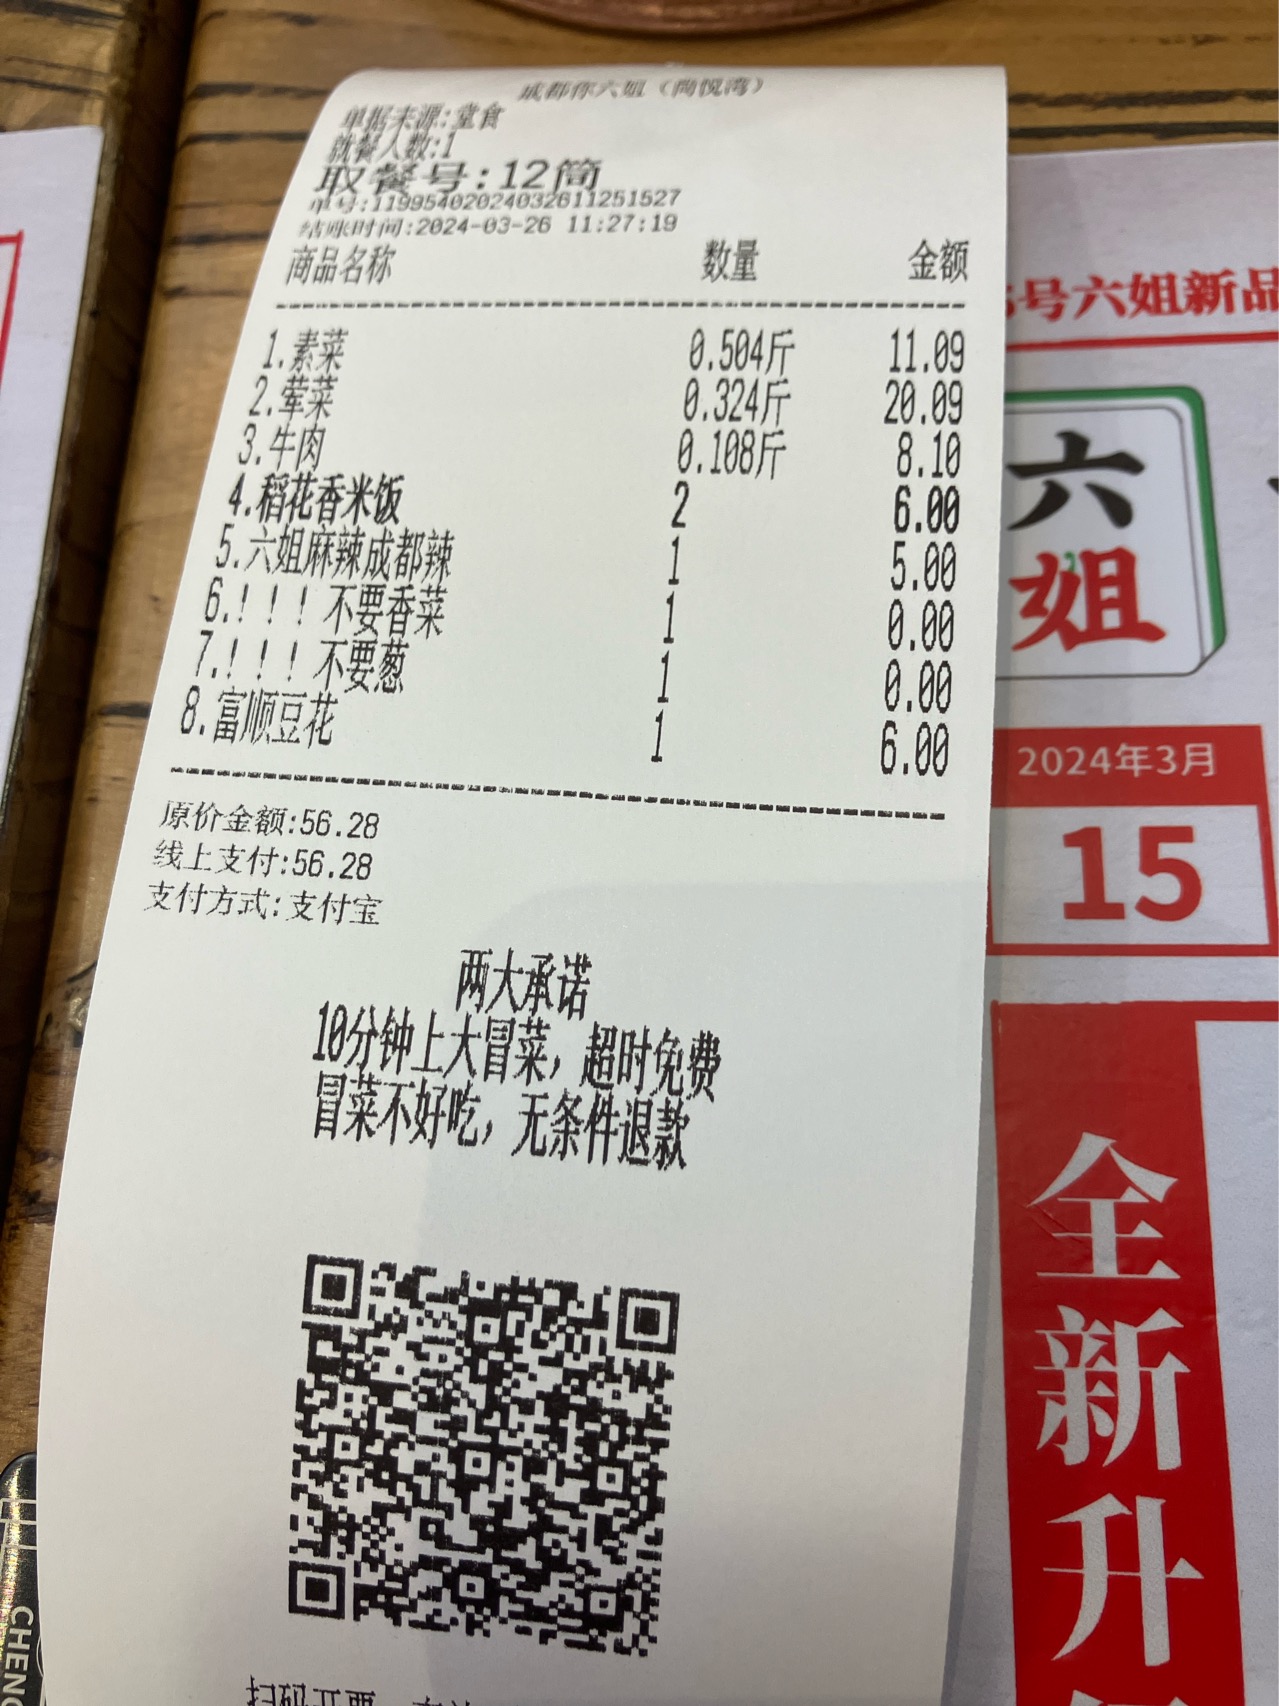 成都你六姐（尚悦湾）
单据来源:堂食
就餐人数:1
取餐号:12筒
单号:11995402024032611251527
结账时间:2024-03-26 11:27:19
商品名称 数量 金额
1.素菜 0.504斤 11.09
2.荤菜 0.324斤 20.09
3.牛肉 0.108斤 8.10
4.稻花香米饭 2 6.00
5.六姐麻辣成都辣 1 5.00
6.！！！不要香菜 1 0.00
7.！！！不要葱 1 0.00
8.富顺豆花 1 6.00
原价金额:56.28
线上支付:56.28
支付方式:支付宝
两大承诺
10分钟上大冒菜，超时免费
冒菜不好吃，无条件退款
扫码开票
号六姐新品
六
姐
2024年3月
15
全
新
升
CHENG